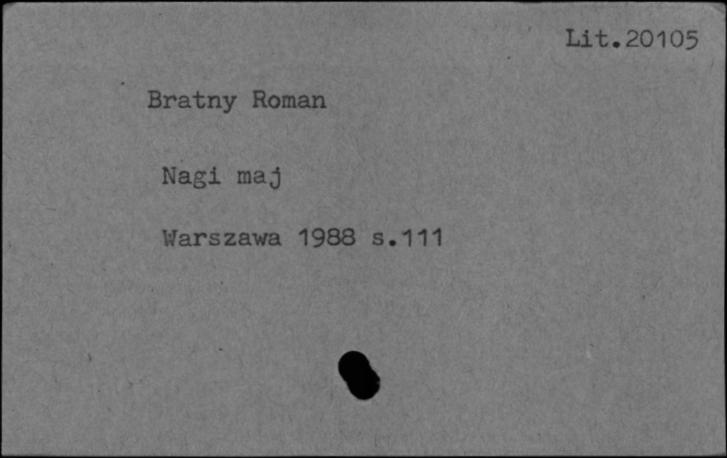 Lit.20105
Bratny Roman
Nagi maj
Warszawa 1988 s.111